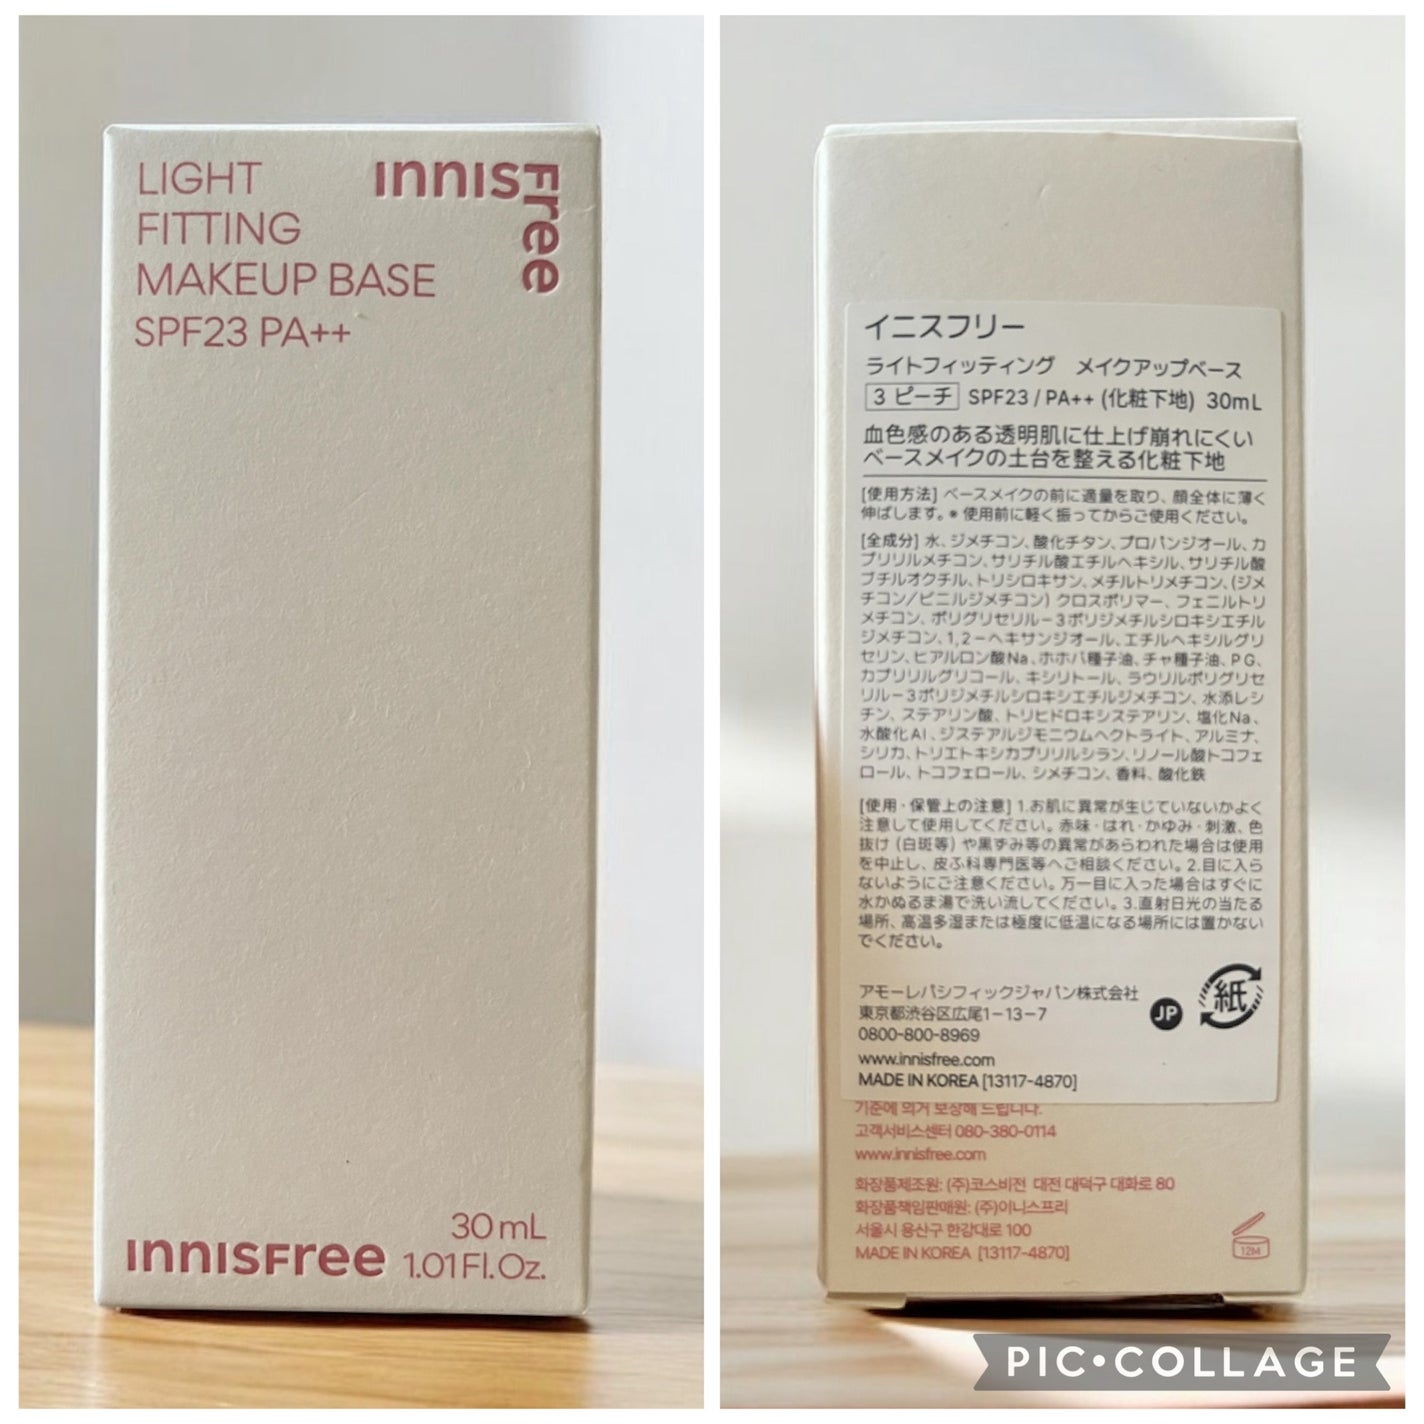 LIGHT
FITTING
MAKEUP BASE
SPF23 PA++
INNISFree
30 mL
1.01 Fl. Oz.
INNISFree
イニスフリー
ライトフィッティング　メイクアップベース
3 ピーチ SPF23 / PA++ (化粧下地) 30mL
血色感のある透明肌に仕上げ崩れにくい
ベースメイクの土台を整える化粧下地
[使用方法] ベースメイクの前に適量を取り、顔全体に薄く
伸ばします。※ 使用前に軽く振ってからご使用ください。
[全成分] 水、ジメチコン、酸化チタン、プロパンジオール、カ
プリリルメチコン、サリチル酸エチルヘキシル、サリチル酸
ブチルオクチル、トリシロキサン、メチルトリメチコン、(ジメ
チコン/ビニルジメチコン) クロスポリマー、フェニルトリ
メチコン、ポリグリセリル－3ポリジメチルシロキシエチル
ジメチコン、1,2－ヘキサンジオール、エチルヘキシルグリ
セリン、ヒアルロン酸Na、ホホバ種子油、チャ種子油、PG、
カプリリルグリコール、キシリトール、ラウリルポリグリセ
リル－3ポリジメチルシロキシエチルジメチコン、水添レシ
チン、ステアリン酸、トリヒドロキシステアリン、塩化Na、
水酸化Al、ジステアルジモニウムヘクトライト、アルミナ、
シリカ、トリエトキシカプリリルシラン、リノール酸トコフェ
ロール、トコフェロール、シメチコン、香料、酸化鉄
[使用・保管上の注意] 1.お肌に異常が生じていないかよく
注意して使用してください。赤味・はれ・かゆみ・刺激、色
抜け (白斑等) や黒ずみ等の異常があらわれた場合は使用
を中止し、皮ふ科専門医等へご相談ください。2.目に入ら
ないようにご注意ください。万一目に入った場合はすぐに
水かぬるま湯で洗い流してください。3.直射日光の当たる
場所、高温多湿または極度に低温になる場所には置かない
でください。
アモーレパシフィックジャパン株式会社
東京都渋谷区広尾1－13－7
0800-800-8969
www.innisfree.com
MADE IN KOREA [13117-4870]
JP
紙
기준에 의거 보상해 드립니다.
고객서비스센터 080-380-0114
www.innisfree.com
화장품제조원: (주)코스비전 대전 대덕구 대화로 80
화장품책임판매원: (주)이니스프리
서울시 용산구 한강대로 100
MADE IN KOREA [13117-4870]
12M
PIC•COLLAGE